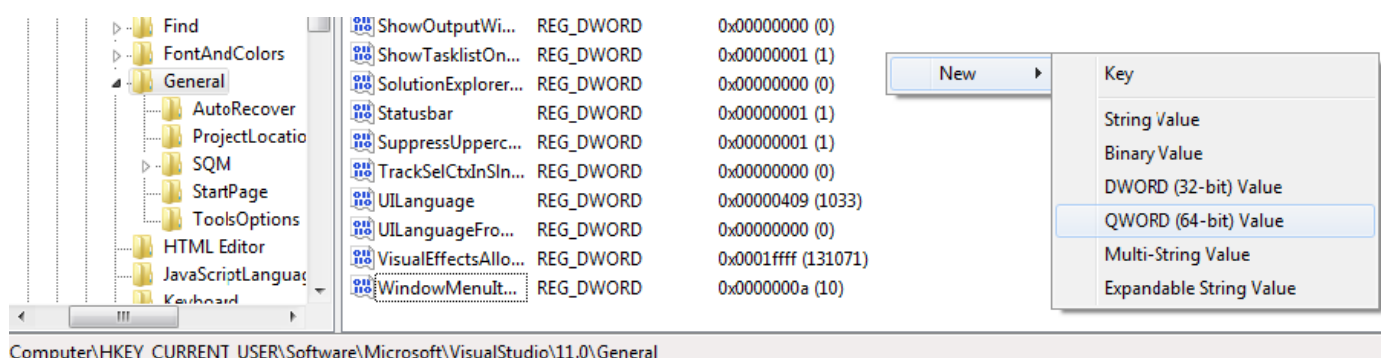 Find
FontAndColors
General
AutoRecover
ProjectLocatio
SQM
StartPage
ToolsOptions
HTML Editor
JavaScriptLanguag
Keyboard
ShowOutputWi... REG_DWORD 0x00000000 (0)
ShowTasklistOn... REG_DWORD 0x00000001 (1)
SolutionExplorer... REG_DWORD 0x00000000 (0)
Statusbar REG_DWORD 0x00000001 (1)
SuppressUpperc... REG_DWORD 0x00000001 (1)
TrackSelCtxInSln... REG_DWORD 0x00000000 (0)
UILanguage REG_DWORD 0x00000409 (1033)
UILanguageFro... REG_DWORD 0x00000000 (0)
VisualEffectsAllo... REG_DWORD 0x0001ffff (131071)
WindowMenuIt... REG_DWORD 0x0000000a (10)
New
Key
String Value
Binary Value
DWORD (32-bit) Value
QWORD (64-bit) Value
Multi-String Value
Expandable String Value
Computer\HKEY_CURRENT_USER\Software\Microsoft\VisualStudio\11.0\General